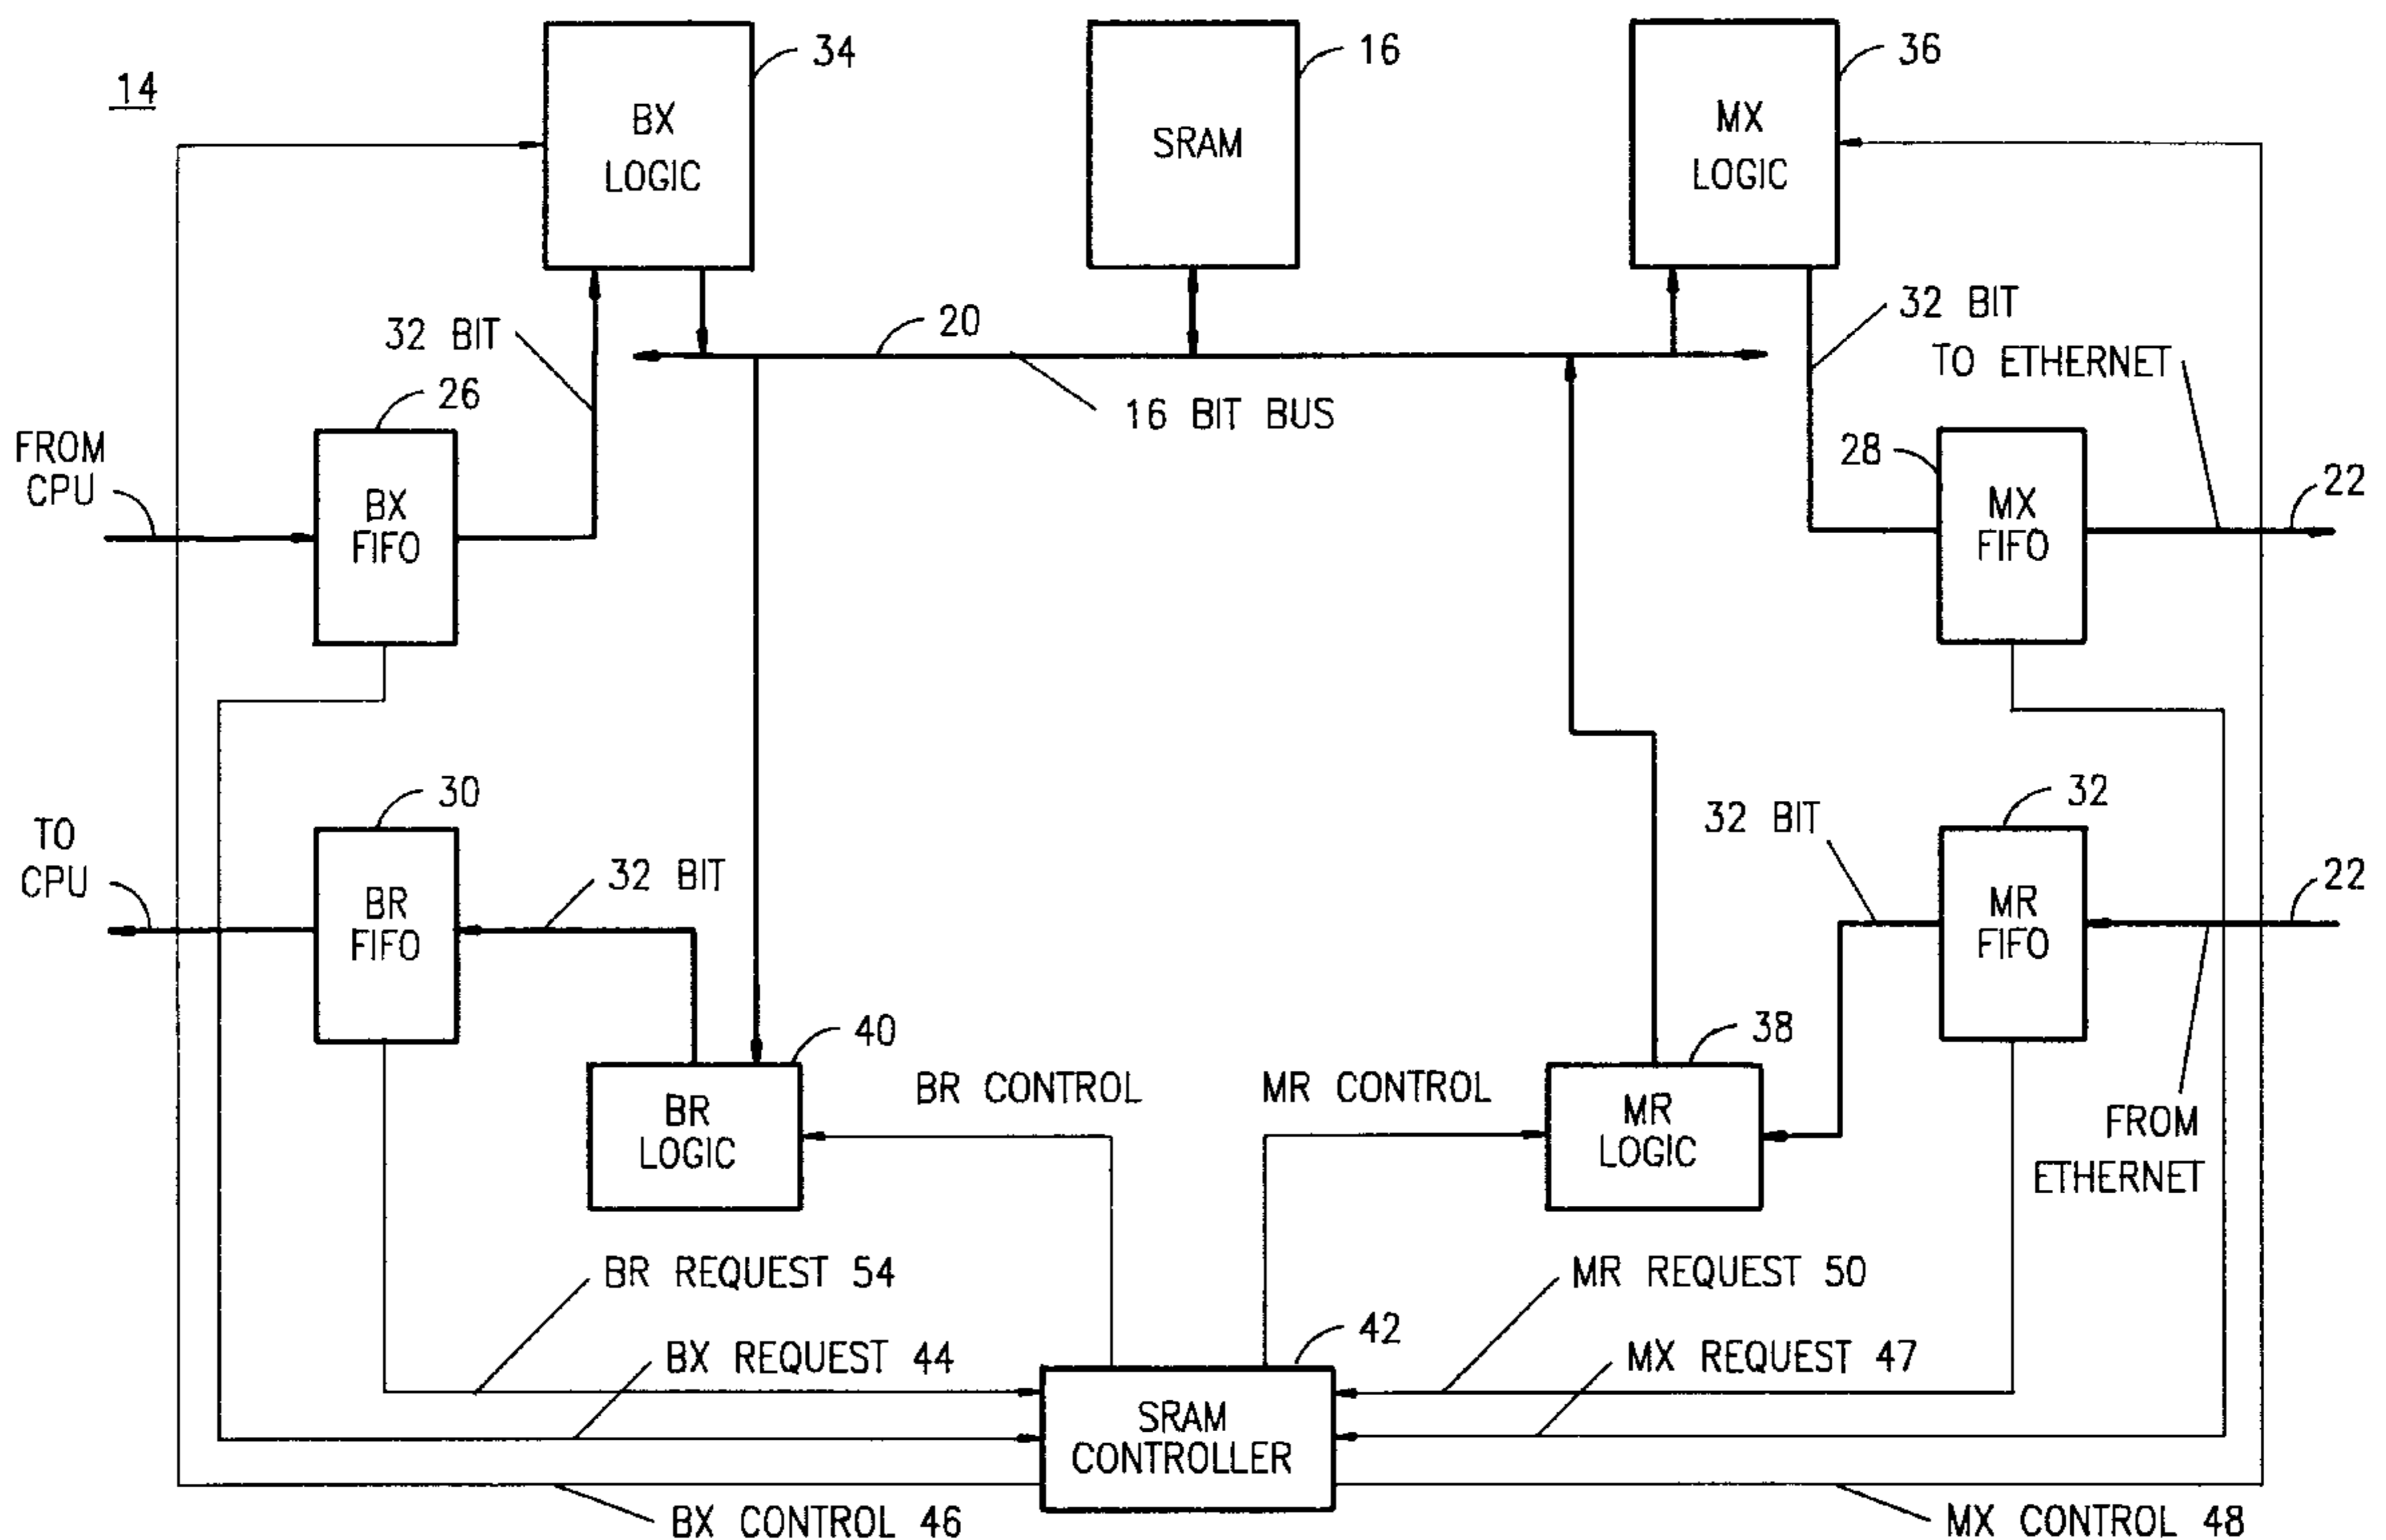 14
BX
LOGIC
34
SRAM
16
MX
LOGIC
36
32 BIT
20
16 BIT BUS
32 BIT
TO ETHERNET
FROM
CPU
26
BX
FIFO
28
MX
FIFO
22
TO
CPU
30
BR
FIFO
32 BIT
32 BIT
32
MR
FIFO
22
40
BR
LOGIC
BR CONTROL
MR CONTROL
38
MR
LOGIC
FROM
ETHERNET
BR REQUEST 54
MR REQUEST 50
BX REQUEST 44
42
MX REQUEST 47
SRAM
CONTROLLER
BX CONTROL 46
MX CONTROL 48